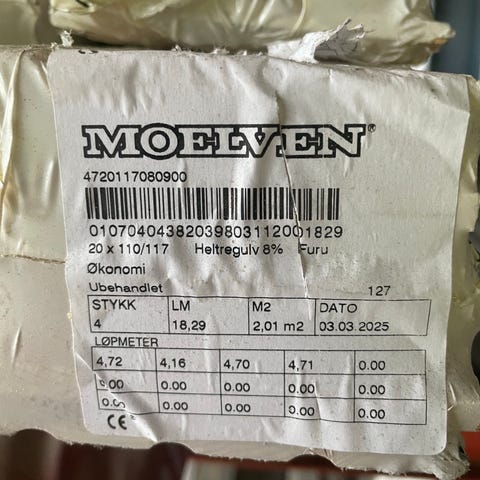 MOELVEN®
4720117080900
01070404382039803112001829
20 x 110/117 Heltregulv 8% Furu
Økonomi
Ubehandlet 127
STYKK LM M2 DATO
4 18,29 2,01 m2 03.03.2025
LØPMETER
4,72 4,16 4,70 4,71 0.00
0.00 0.00 0.00 0.00 0.00
0.00 0.00 0.00 0.00 0.00
CE